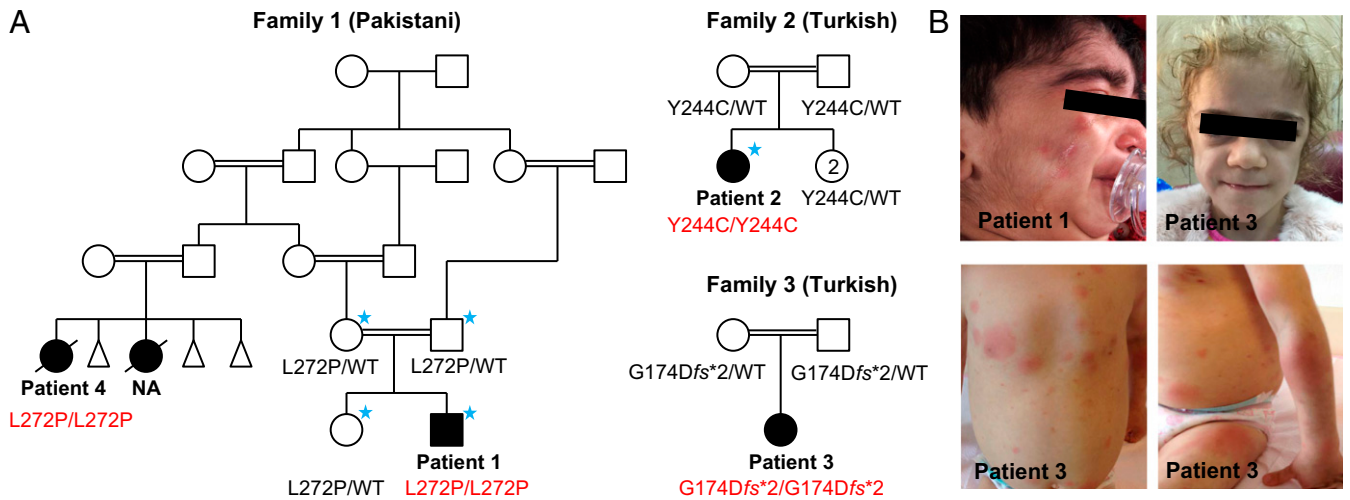 A
Family 1 (Pakistani)
Patient 4
NA
L272P/L272P
L272P/WT
L272P/WT
L272P/WT
Patient 1
L272P/L272P
Family 2 (Turkish)
Y244C/WT
Y244C/WT
2
Patient 2
Y244C/WT
Y244C/Y244C
Family 3 (Turkish)
G174Dfs*2/WT
G174Dfs*2/WT
Patient 3
G174Dfs*2/G174Dfs*2
B
Patient 1
Patient 3
Patient 3
Patient 3